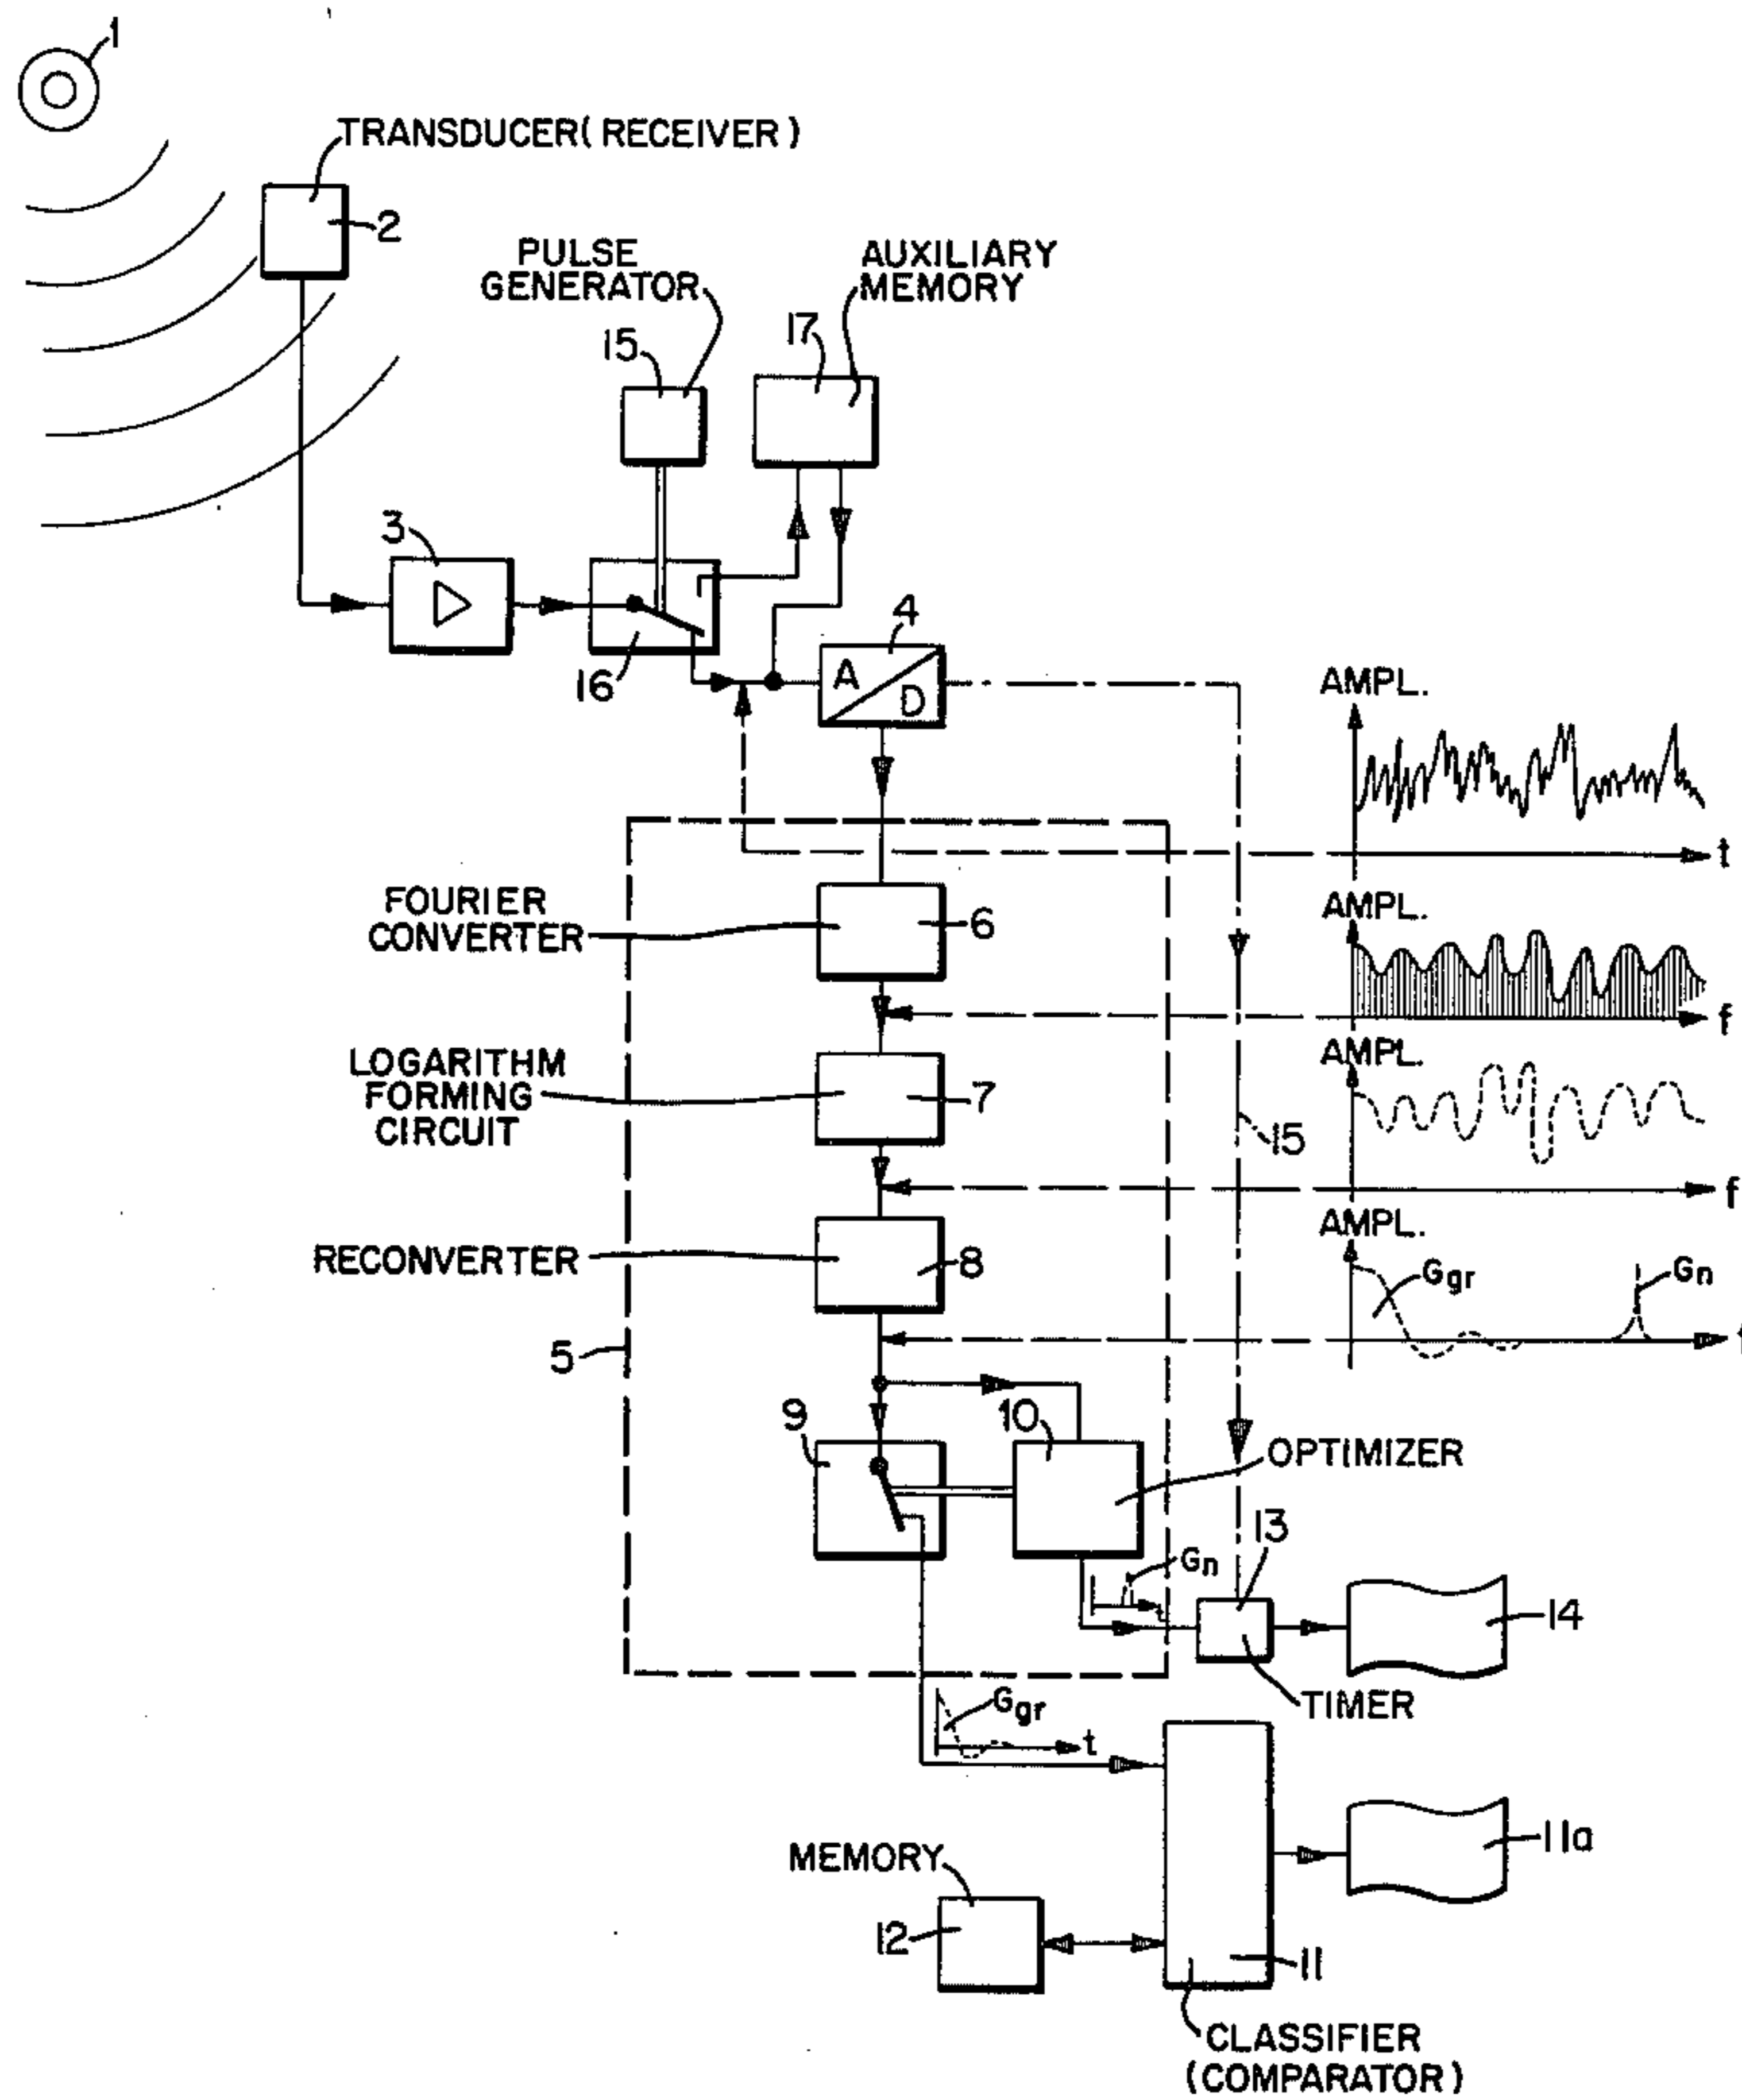 1
TRANSDUCER( RECEIVER )
2
PULSE
GENERATOR
AUXILIARY
MEMORY
15
17
3
16
4
A
D
AMPL.
t
FOURIER
CONVERTER
6
AMPL.
f
LOGARITHM
FORMING
CIRCUIT
7
AMPL.
15
f
RECONVERTER
8
AMPL.
Ggr
Gn
t
5
9
10
OPTIMIZER
13
Gn
t
14
TIMER
Ggr
t
11a
MEMORY
12
11
CLASSIFIER
(COMPARATOR)